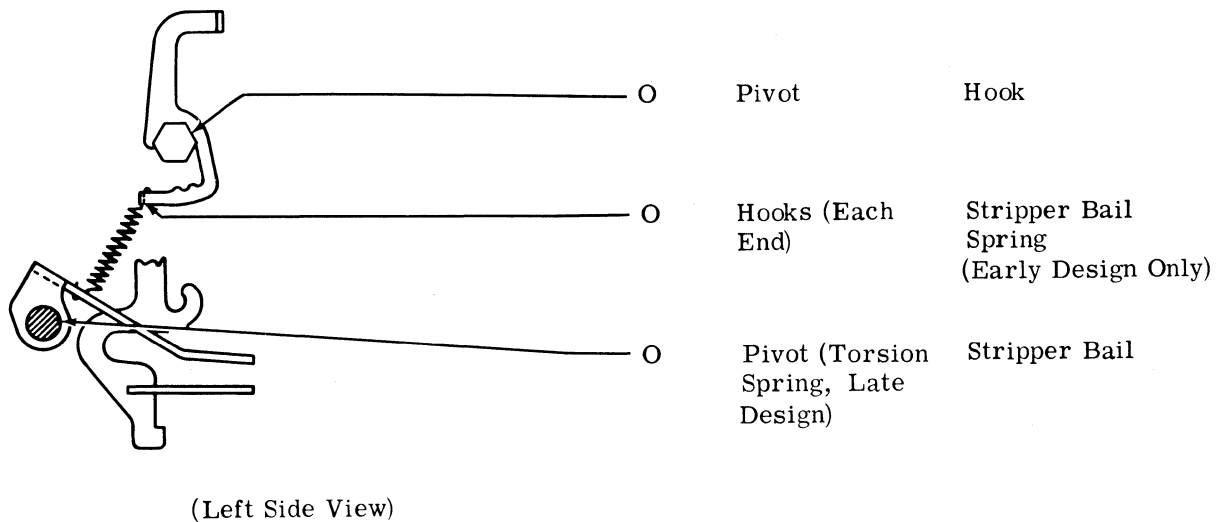 O Pivot Hook
O Hooks (Each End) Stripper Bail Spring (Early Design Only)
O Pivot (Torsion Spring, Late Design) Stripper Bail
(Left Side View)